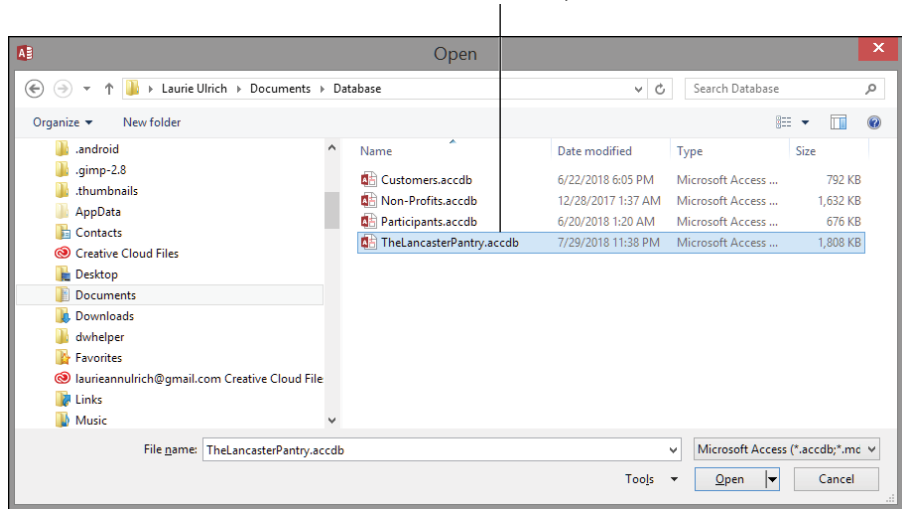 Open
Laurie Ulrich Documents Database
Search Database
Organize New folder
.android
.gimp-2.8
.thumbnails
AppData
Contacts
Creative Cloud Files
Desktop
Documents
Downloads
dwhelper
Favorites
laurieannulrich@gmail.com Creative Cloud File
Links
Music
Name Date modified Type Size
Customers.accdb 6/22/2018 6:05 PM Microsoft Access ... 792 KB
Non-Profits.accdb 12/28/2017 1:37 AM Microsoft Access ... 1,632 KB
Participants.accdb 6/20/2018 1:20 AM Microsoft Access ... 676 KB
TheLancasterPantry.accdb 7/29/2018 11:38 PM Microsoft Access ... 1,808 KB
File name: TheLancasterPantry.accdb Microsoft Access (*.accdb;*.mc
Tools Open Cancel